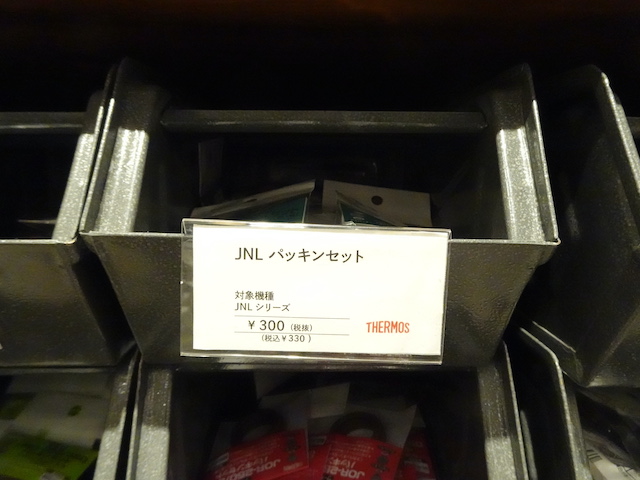 JNL パッキンセット
対象機種
JNL シリーズ
￥300（税抜）
（税込￥330）
THERMOS